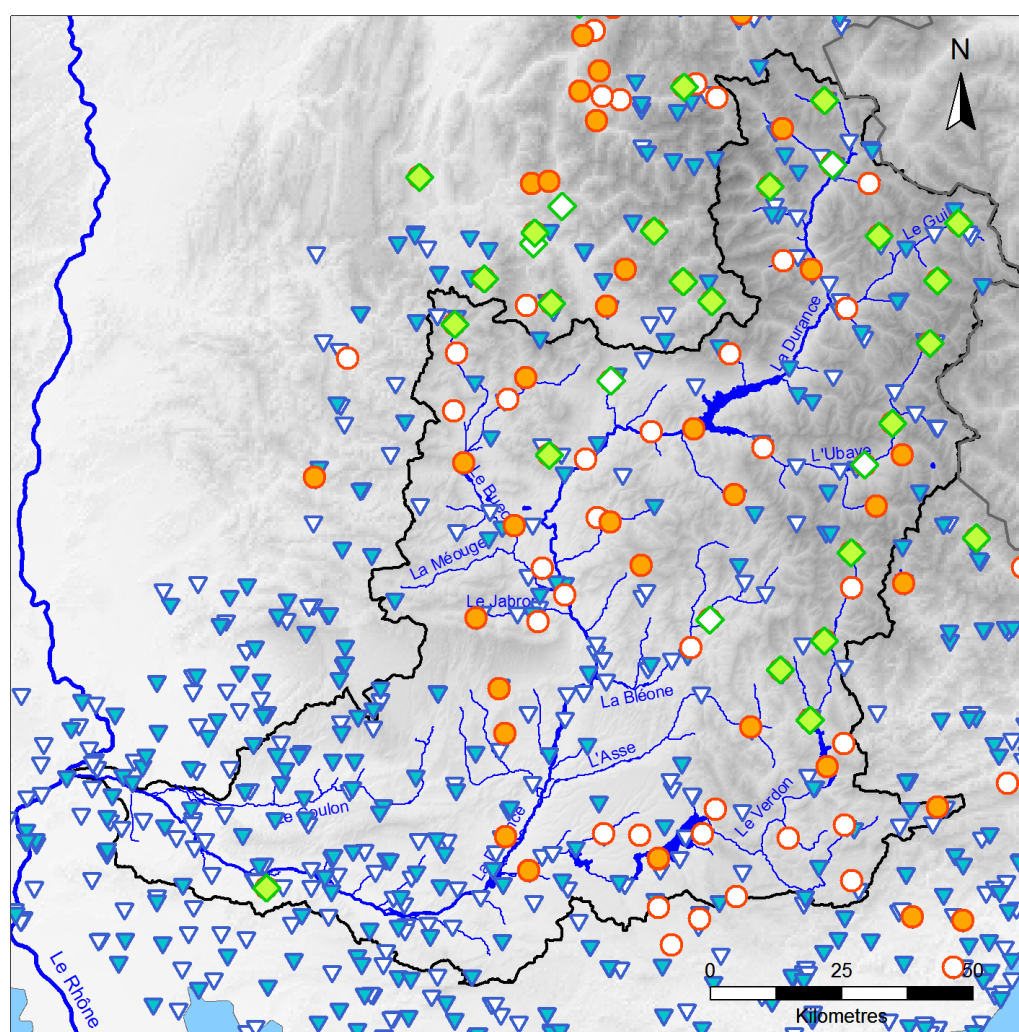 N
Le Guil
La Durance
L'Ubaye
Le Buëch
La Méouge
Le Jabron
La Bléone
L'Asse
Le Verdon
Le Coulon
La Durance
Le Rhône
0 25 50
Kilometres